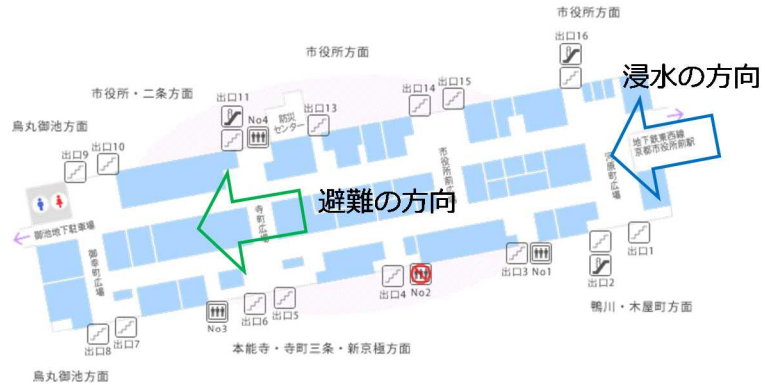 市役所方面
出口16
市役所方面
浸水の方向
出口15
出口14
市役所・二条方面
出口11
No4
出口13
防災
センター
地下鉄東西線
京都市役所前駅
烏丸御池方面
出口10
出口9
市役所前広場
河原町広場
避難の方向
寺町広場
御池地下駐車場
御幸町広場
出口1
出口2
No1
出口3
No2
出口4
鴨川・木屋町方面
出口5
出口6
No3
出口7
出口8
本能寺・寺町三条・新京極方面
烏丸御池方面